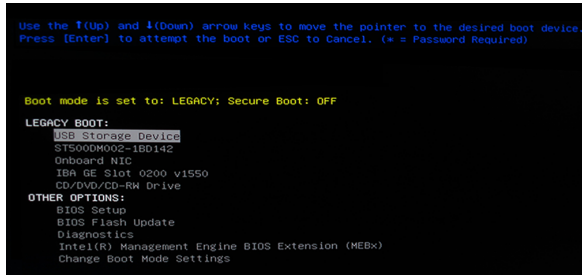 Use the ↑(Up) and ↓(Down) arrow keys to move the pointer to the desired boot device.
Press [Enter] to attempt the boot or ESC to Cancel. (* = Password Required)
Boot mode is set to: LEGACY; Secure Boot: OFF
LEGACY BOOT:
USB Storage Device
ST500DM002-1BD142
Onboard NIC
IBA GE Slot 0200 v1550
CD/DVD/CD-RW Drive
OTHER OPTIONS:
BIOS Setup
BIOS Flash Update
Diagnostics
Intel(R) Management Engine BIOS Extension (MEBx)
Change Boot Mode Settings